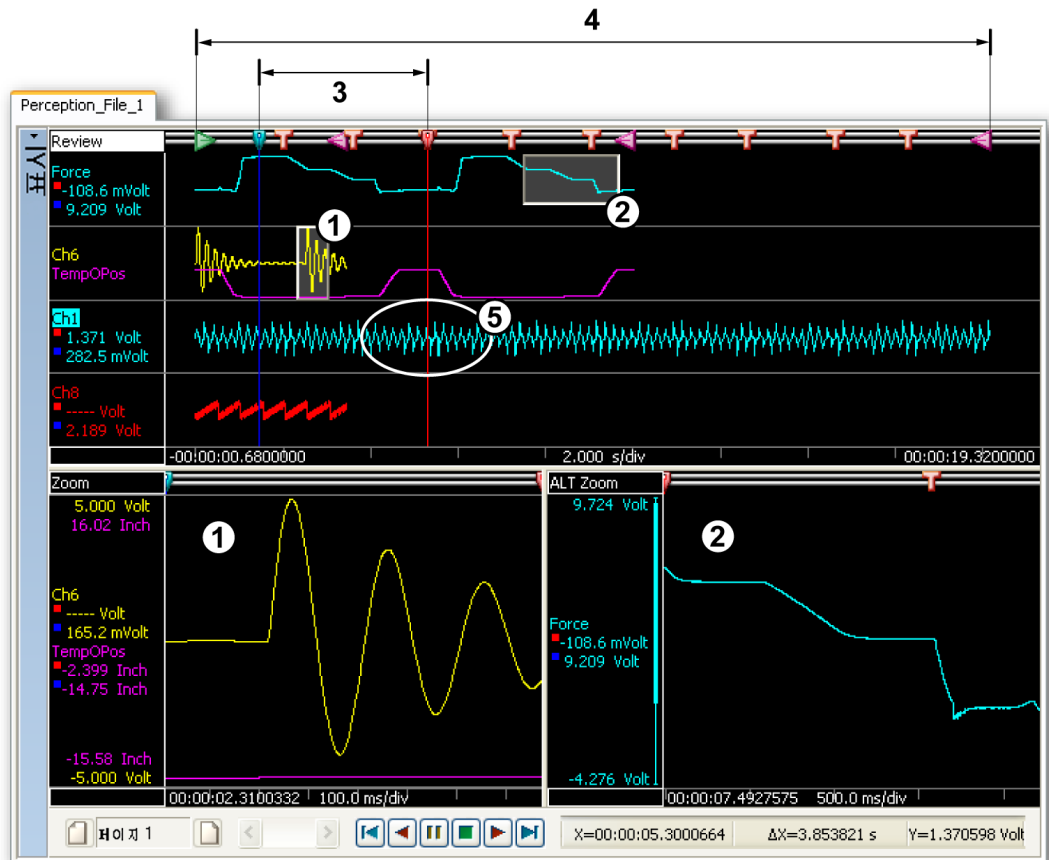 4
3
Perception_File_1
Review
Force
-108.6 mVolt
9.209 Volt
2
1
Ch6
TempOPos
Ch1
1.371 Volt
282.5 mVolt
5
Ch8
----- Volt
2.189 Volt
-00:00:00.6800000 2.000 s/div 00:00:19.3200000
Zoom
5.000 Volt
16.02 Inch
1
Ch6
----- Volt
165.2 mVolt
TempOPos
-2.399 Inch
-14.75 Inch
-15.58 Inch
-5.000 Volt
00:00:02.3100332 100.0 ms/div
ALT Zoom
9.724 Volt
2
Force
-108.6 mVolt
9.209 Volt
-4.276 Volt
00:00:07.4927575 500.0 ms/div
페이지 1
X=00:00:05.3000664 ΔX=3.853821 s Y=1.370598 Volt